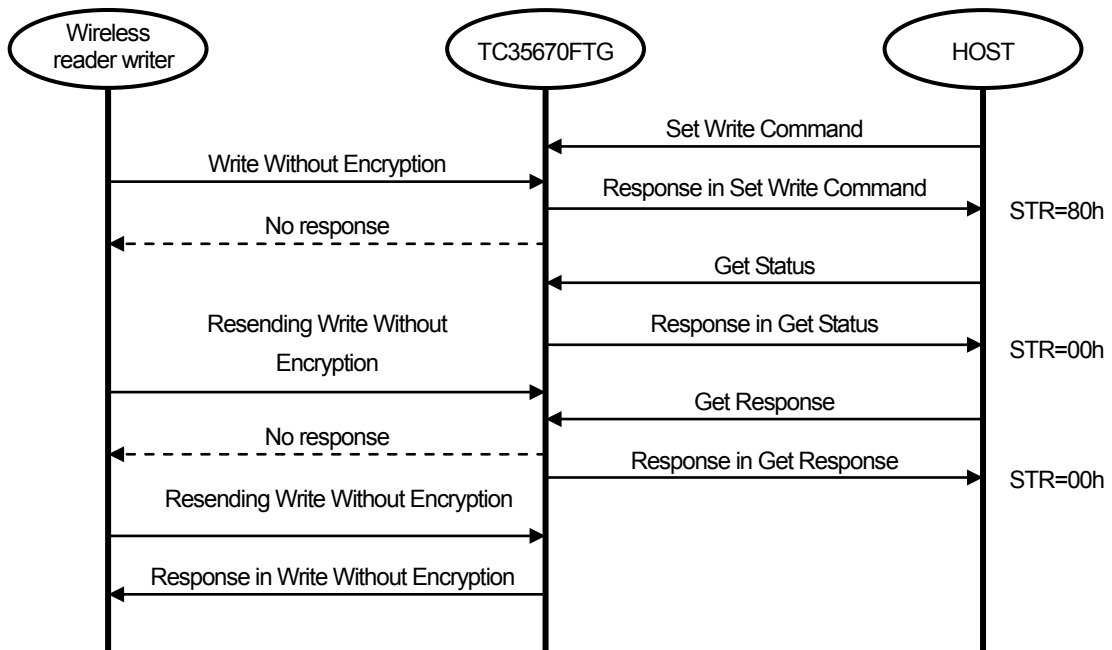 Wireless
reader writer
TC35670FTG
HOST
Set Write Command
Write Without Encryption
Response in Set Write Command
STR=80h
No response
Get Status
Resending Write Without
Encryption
Response in Get Status
STR=00h
Get Response
No response
Response in Get Response
STR=00h
Resending Write Without Encryption
Response in Write Without Encryption